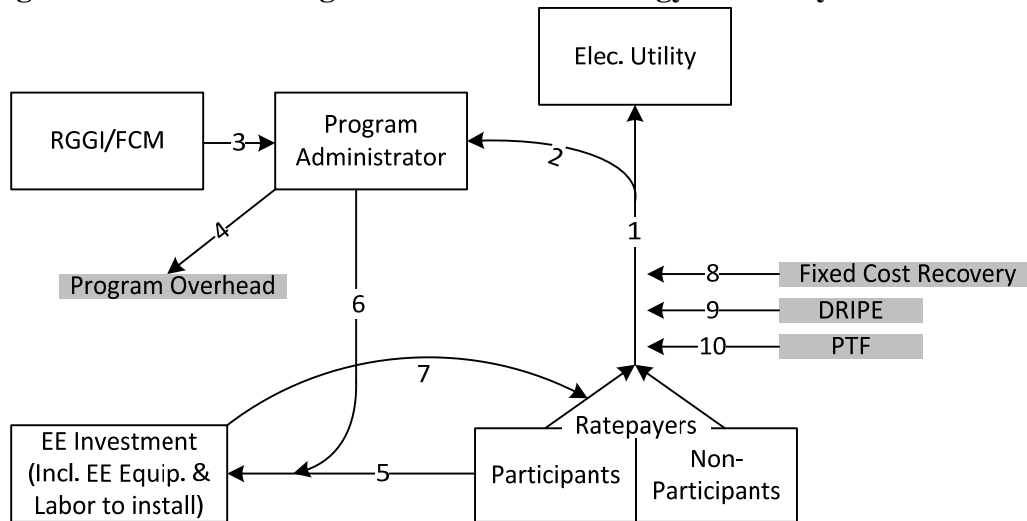 Elec. Utility
RGGI/FCM
3
Program
Administrator
2
4
1
Program Overhead
8
Fixed Cost Recovery
6
9
DRIPE
10
PTF
7
Ratepayers
EE Investment
(Incl. EE Equip. &
Labor to install)
5
Participants
Non-
Participants